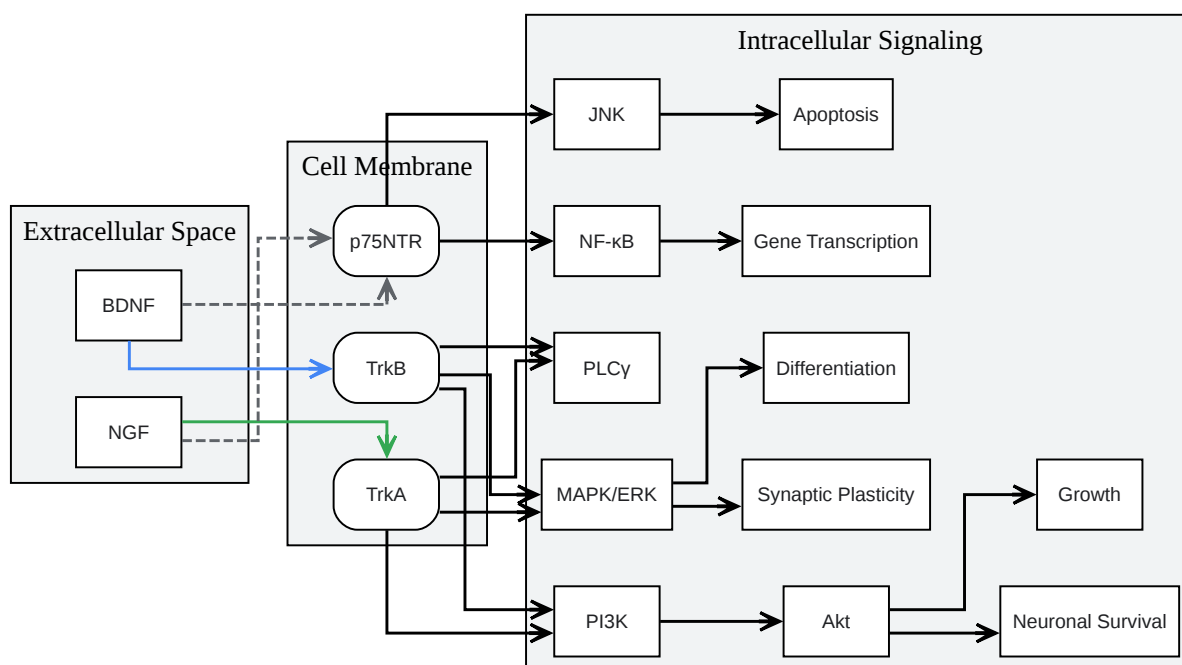 Intracellular Signaling
JNK
Apoptosis
Cell Membrane
Extracellular Space
p75NTR
NF-κB
Gene Transcription
BDNF
TrkB
PLCγ
Differentiation
NGF
TrkA
MAPK/ERK
Synaptic Plasticity
Growth
PI3K
Akt
Neuronal Survival